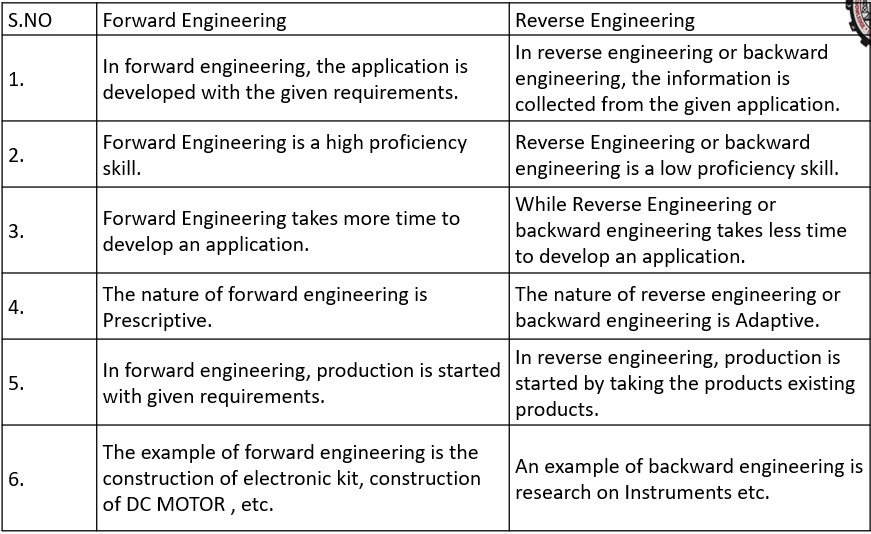 S.NO
Forward Engineering
Reverse Engineering
1.
In forward engineering, the application is
developed with the given requirements.
In reverse engineering or backward
engineering, the information is
collected from the given application.
2.
Forward Engineering is a high proficiency
skill.
Reverse Engineering or backward
engineering is a low proficiency skill.
3.
Forward Engineering takes more time to
develop an application.
While Reverse Engineering or
backward engineering takes less time
to develop an application.
4.
The nature of forward engineering is
Prescriptive.
The nature of reverse engineering or
backward engineering is Adaptive.
5.
In forward engineering, production is started
with given requirements.
In reverse engineering, production is
started by taking the products existing
products.
6.
The example of forward engineering is the
construction of electronic kit, construction
of DC MOTOR , etc.
An example of backward engineering is
research on Instruments etc.